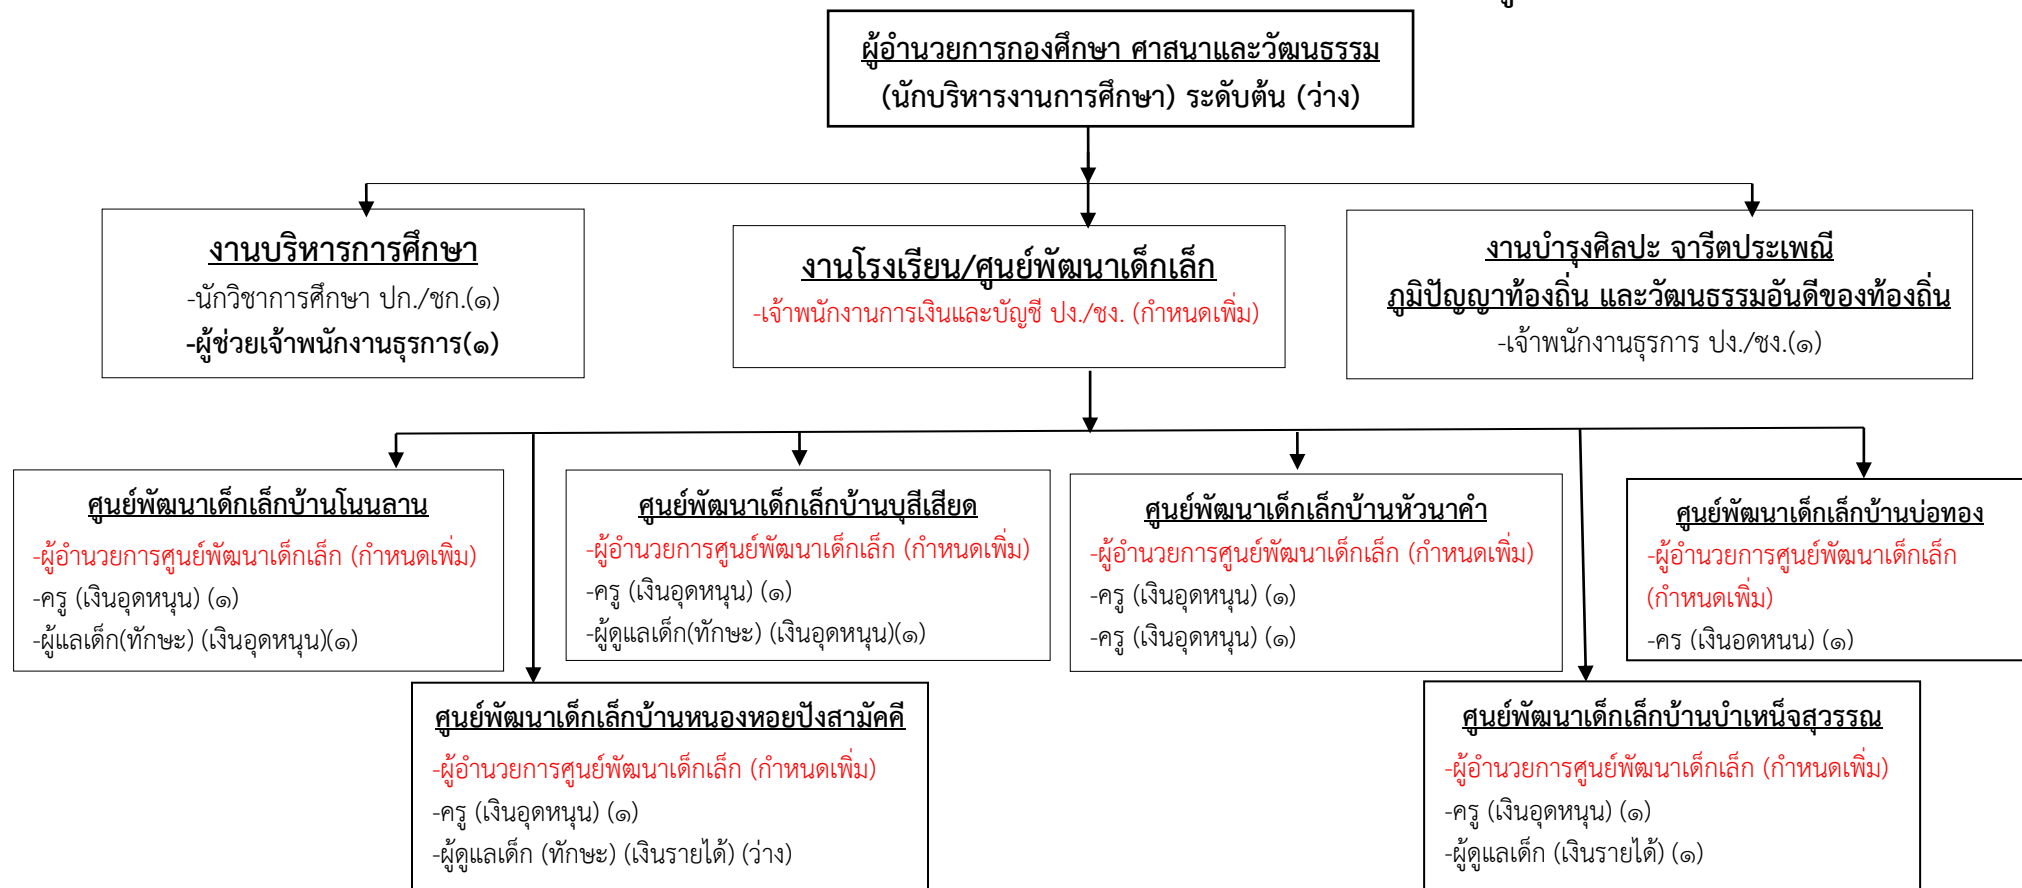 ผู้อำนวยการกองศึกษา ศาสนาและวัฒนธรรม
(นักบริหารงานการศึกษา) ระดับต้น (ว่าง)
งานบริหารการศึกษา
-นักวิชาการศึกษา ปก./ชก.(๑)
-ผู้ช่วยเจ้าพนักงานธุรการ(๑)
งานโรงเรียน/ศูนย์พัฒนาเด็กเล็ก
-เจ้าพนักงานการเงินและบัญชี ปง./ชง. (กำหนดเพิ่ม)
งานบำรุงศิลปะ จารีตประเพณี
ภูมิปัญญาท้องถิ่น และวัฒนธรรมอันดีของท้องถิ่น
-เจ้าพนักงานธุรการ ปง./ชง.(๑)
ศูนย์พัฒนาเด็กเล็กบ้านโนนลาน
-ผู้อำนวยการศูนย์พัฒนาเด็กเล็ก (กำหนดเพิ่ม)
-ครู (เงินอุดหนุน) (๑)
-ผู้แลเด็ก(ทักษะ) (เงินอุดหนุน)(๑)
ศูนย์พัฒนาเด็กเล็กบ้านบุสีเสียด
-ผู้อำนวยการศูนย์พัฒนาเด็กเล็ก (กำหนดเพิ่ม)
-ครู (เงินอุดหนุน) (๑)
-ผู้ดูแลเด็ก(ทักษะ) (เงินอุดหนุน)(๑)
ศูนย์พัฒนาเด็กเล็กบ้านหัวนาคำ
-ผู้อำนวยการศูนย์พัฒนาเด็กเล็ก (กำหนดเพิ่ม)
-ครู (เงินอุดหนุน) (๑)
-ครู (เงินอุดหนุน) (๑)
ศูนย์พัฒนาเด็กเล็กบ้านบ่อทอง
-ผู้อำนวยการศูนย์พัฒนาเด็กเล็ก
(กำหนดเพิ่ม)
-คร (เงินอดหนน) (๑)
ศูนย์พัฒนาเด็กเล็กบ้านหนองหอยปังสามัคคี
-ผู้อำนวยการศูนย์พัฒนาเด็กเล็ก (กำหนดเพิ่ม)
-ครู (เงินอุดหนุน) (๑)
-ผู้ดูแลเด็ก (ทักษะ) (เงินรายได้) (ว่าง)
ศูนย์พัฒนาเด็กเล็กบ้านบำเหน็จสุวรรณ
-ผู้อำนวยการศูนย์พัฒนาเด็กเล็ก (กำหนดเพิ่ม)
-ครู (เงินอุดหนุน) (๑)
-ผู้ดูแลเด็ก (เงินรายได้) (๑)